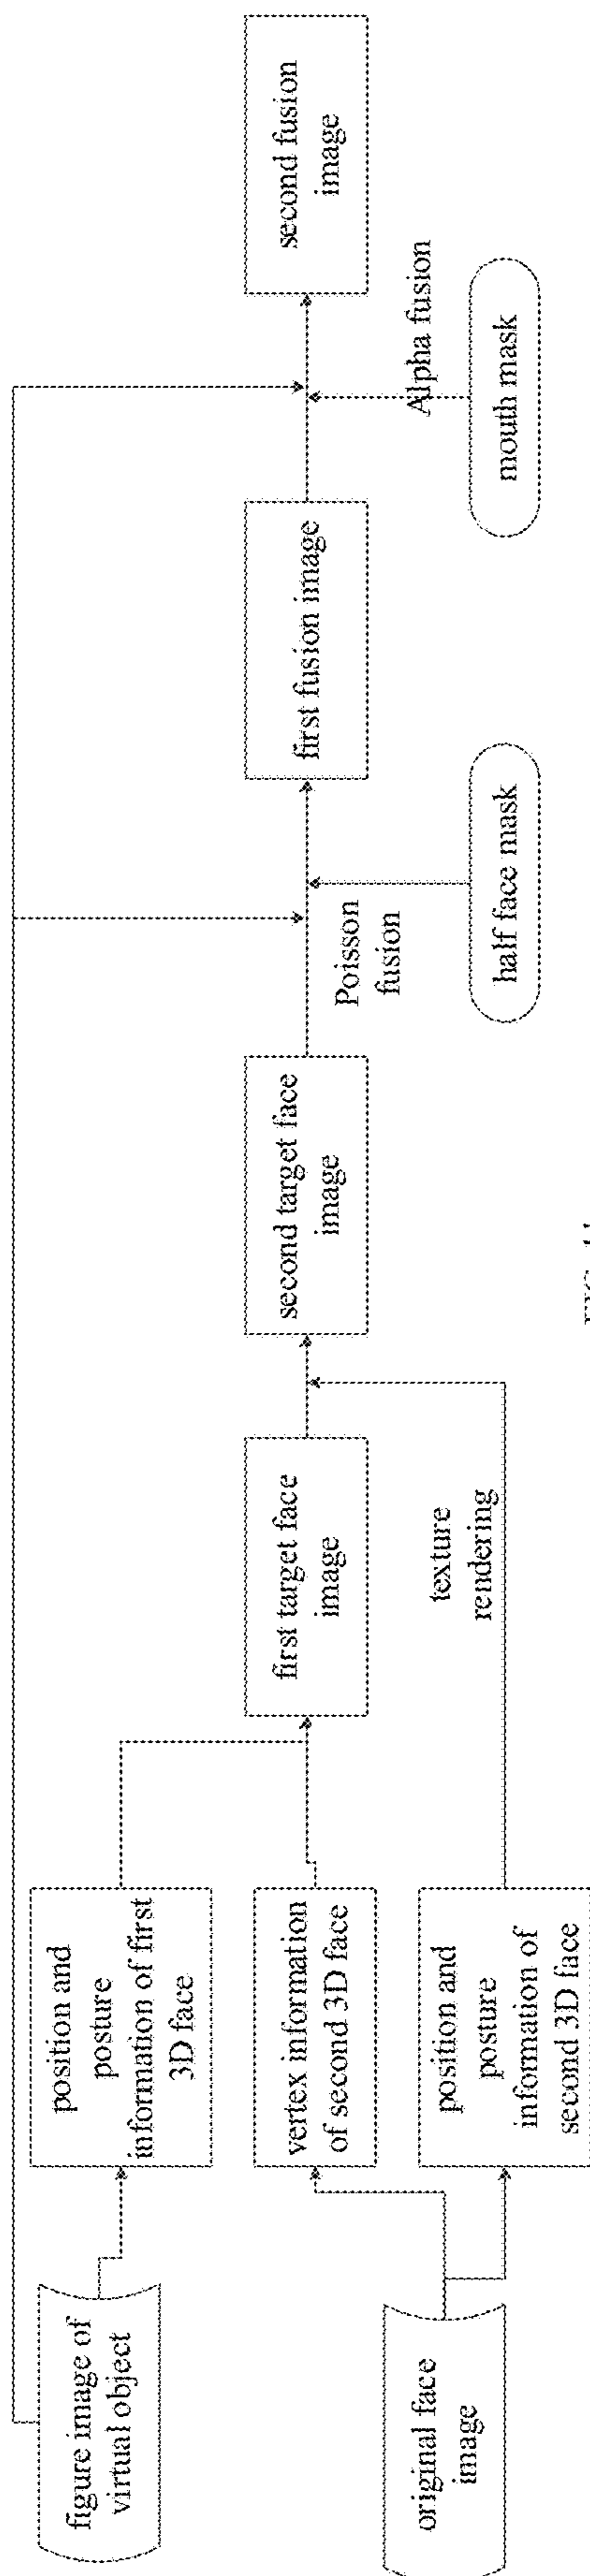 figure image of
virtual object
original face
image
position and
posture
information of first
3D face
vertex information
of second 3D face
position and
posture
information of
second 3D face
first target face
image
texture
rendering
second target face
image
Poisson
fusion
half face mask
first fusion image
Alpha fusion
mouth mask
second fusion
image